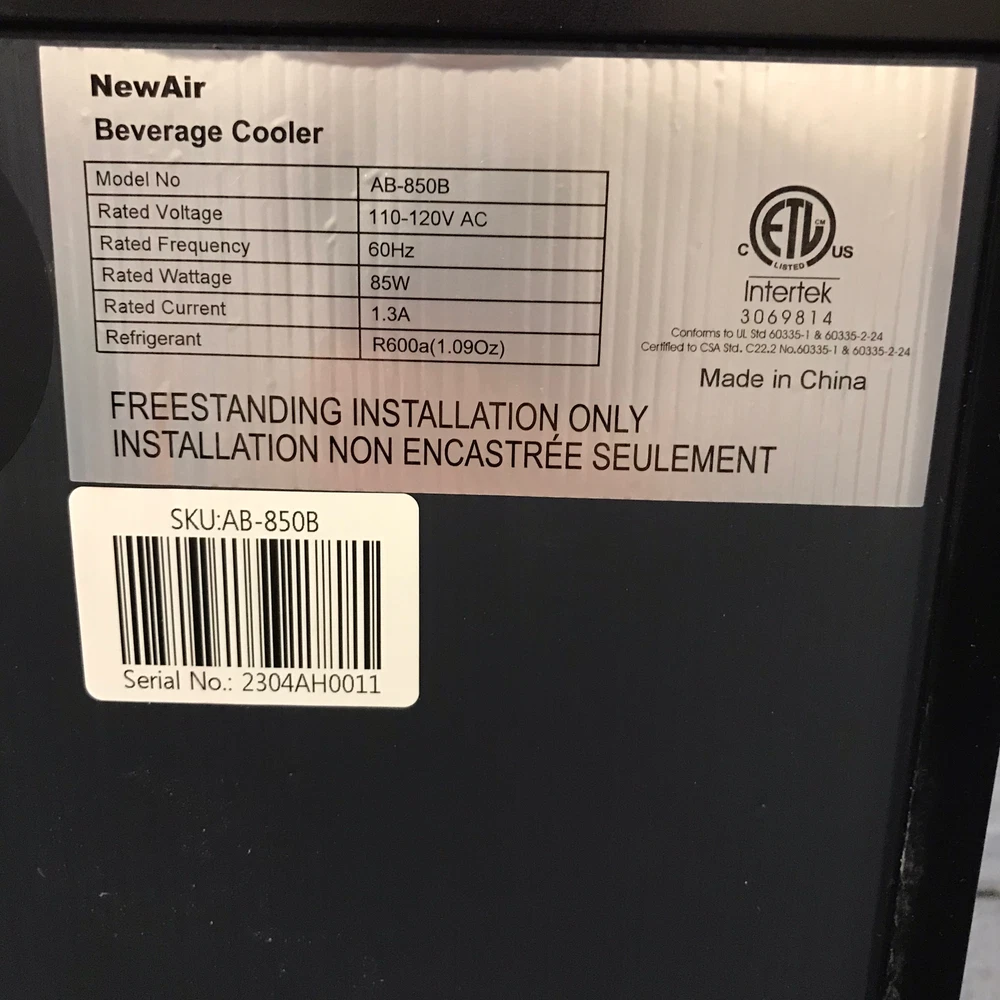 NewAir
Beverage Cooler
Model No AB-850B
Rated Voltage 110-120V AC
Rated Frequency 60Hz
Rated Wattage 85W
Rated Current 1.3A
Refrigerant R600a(1.09Oz)
ETL CM
C US
LISTED
Intertek
3069814
Conforms to UL Std 60335-1 & 60335-2-24
Certified to CSA Std. C22.2 No.60335-1 & 60335-2-24
Made in China
FREESTANDING INSTALLATION ONLY
INSTALLATION NON ENCASTRÉE SEULEMENT
SKU:AB-850B
Serial No.: 2304AH0011